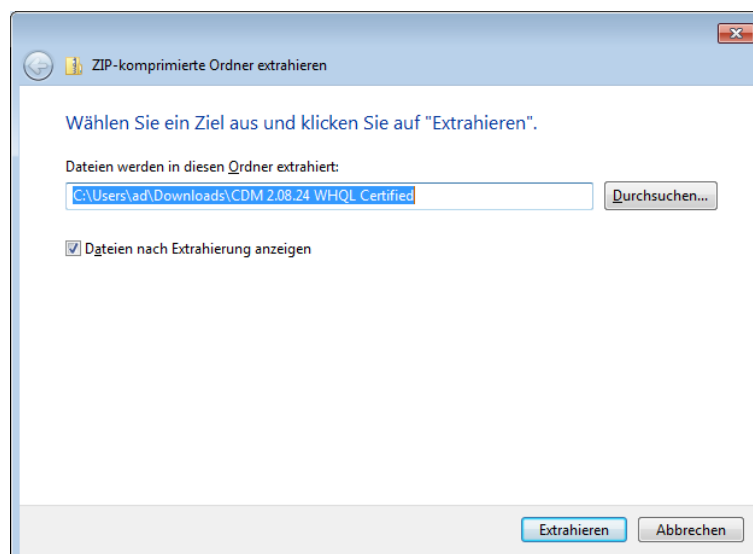 ZIP-komprimierte Ordner extrahieren
Wählen Sie ein Ziel aus und klicken Sie auf "Extrahieren".
Dateien werden in diesen Ordner extrahiert:
C:\Users\ad\Downloads\CDM 2.08.24 WHQL Certified
Durchsuchen...
Dateien nach Extrahierung anzeigen
Extrahieren Abbrechen